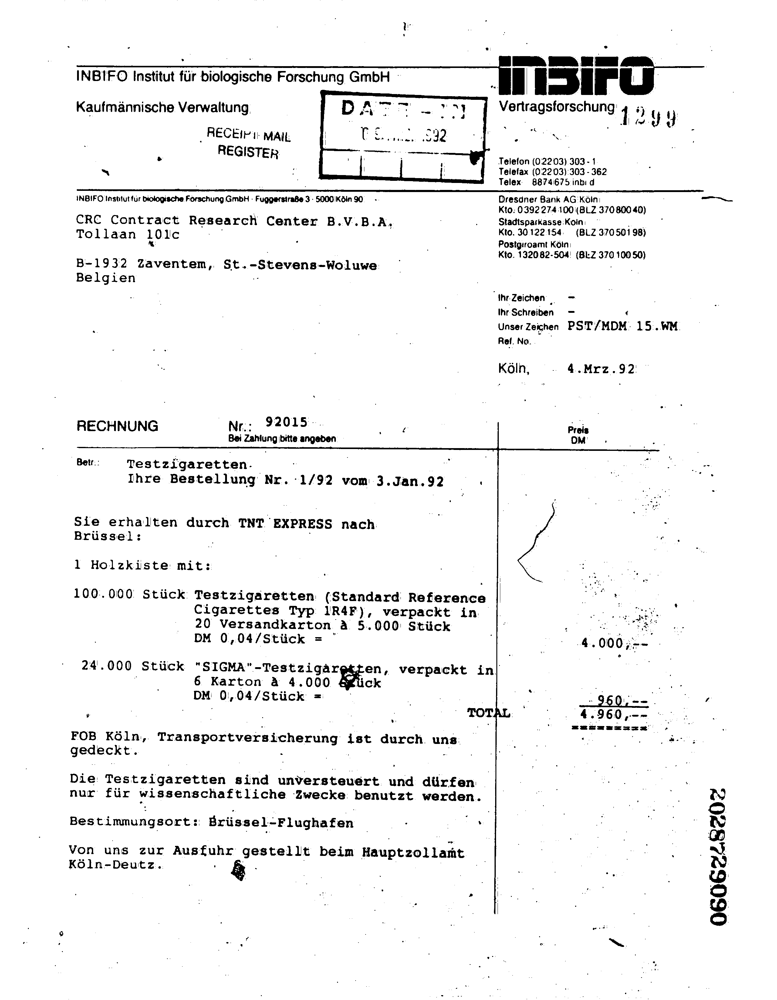 INBIFO Institut für biologische Forschung GmbH
INBIFO
Kaufmännische Verwaltung
Vertragsforschung
1299
RECEIPT MAIL
REGISTER
Telefon (02203) 303-1
Telefax (02203) 303-362
Telex 8874675 inbi d
INBIFO Institut für biologische Forschung GmbH · Fuggerstraße 3 · 5000 Köln 90
Dresdner Bank AG Köln
Kto. 0392274100 (BLZ 37080040)
Stadtsparkasse Köln
Kto. 30122154 (BLZ 37050198)
Postgiroamt Köln
Kto. 132082-504 (BLZ 37010050)
CRC Contract Research Center B.V.B.A.
Tollaan 101c
B-1932 Zaventem, St.-Stevens-Woluwe
Belgien
Ihr Zeichen -
Ihr Schreiben -
Unser Zeichen PST/MDM 15.WM
Ref. No.
Köln, 4.Mrz.92
RECHNUNG Nr.: 92015
Bei Zahlung bitte angeben
Preis
DM
Betr.: Testzigaretten
Ihre Bestellung Nr. 1/92 vom 3.Jan.92
Sie erhalten durch TNT EXPRESS nach
Brüssel:
1 Holzkiste mit:
100.000 Stück Testzigaretten (Standard Reference
Cigarettes Typ 1R4F), verpackt in
20 Versandkarton à 5.000 Stück
DM 0,04/Stück = 4.000,--
24.000 Stück "SIGMA"-Testzigaretten, verpackt in
6 Karton à 4.000 Stück
DM 0,04/Stück = 960,--
TOTAL 4.960,--
=========
FOB Köln, Transportversicherung ist durch uns
gedeckt.
Die Testzigaretten sind unversteuert und dürfen
nur für wissenschaftliche Zwecke benutzt werden.
Bestimmungsort: Brüssel-Flughafen
Von uns zur Ausfuhr gestellt beim Hauptzollamt
Köln-Deutz.
2028729090